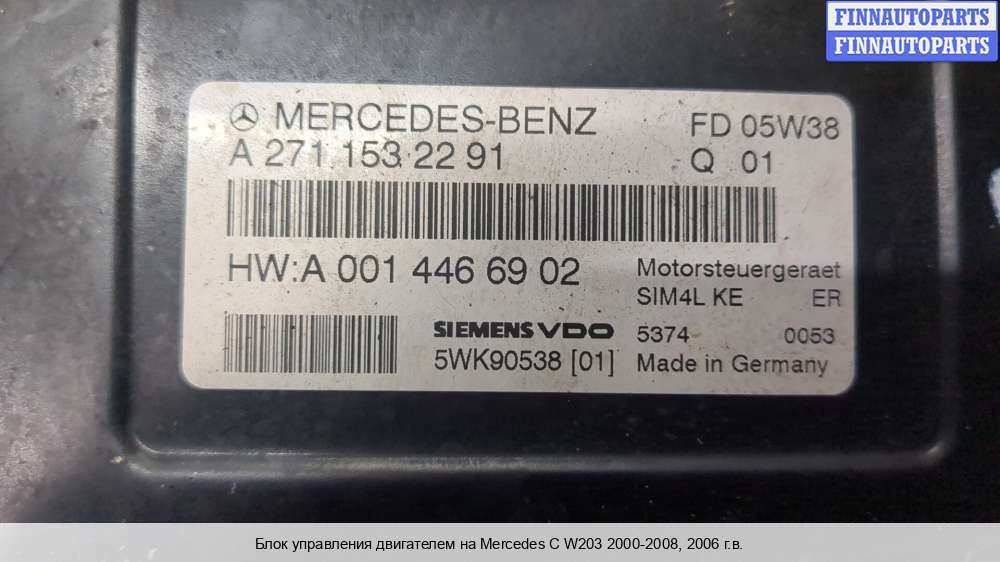 FINNAUTOPARTS
FINNAUTOPARTS
MERCEDES-BENZ FD 05W38
A 271 153 22 91 Q 01
HW:A 001 446 69 02 Motorsteuergeraet
SIM4L KE ER
SIEMENS VDO 5374 0053
5WK90538 [01] Made in Germany
Блок управления двигателем на Mercedes C W203 2000-2008, 2006 г.в.